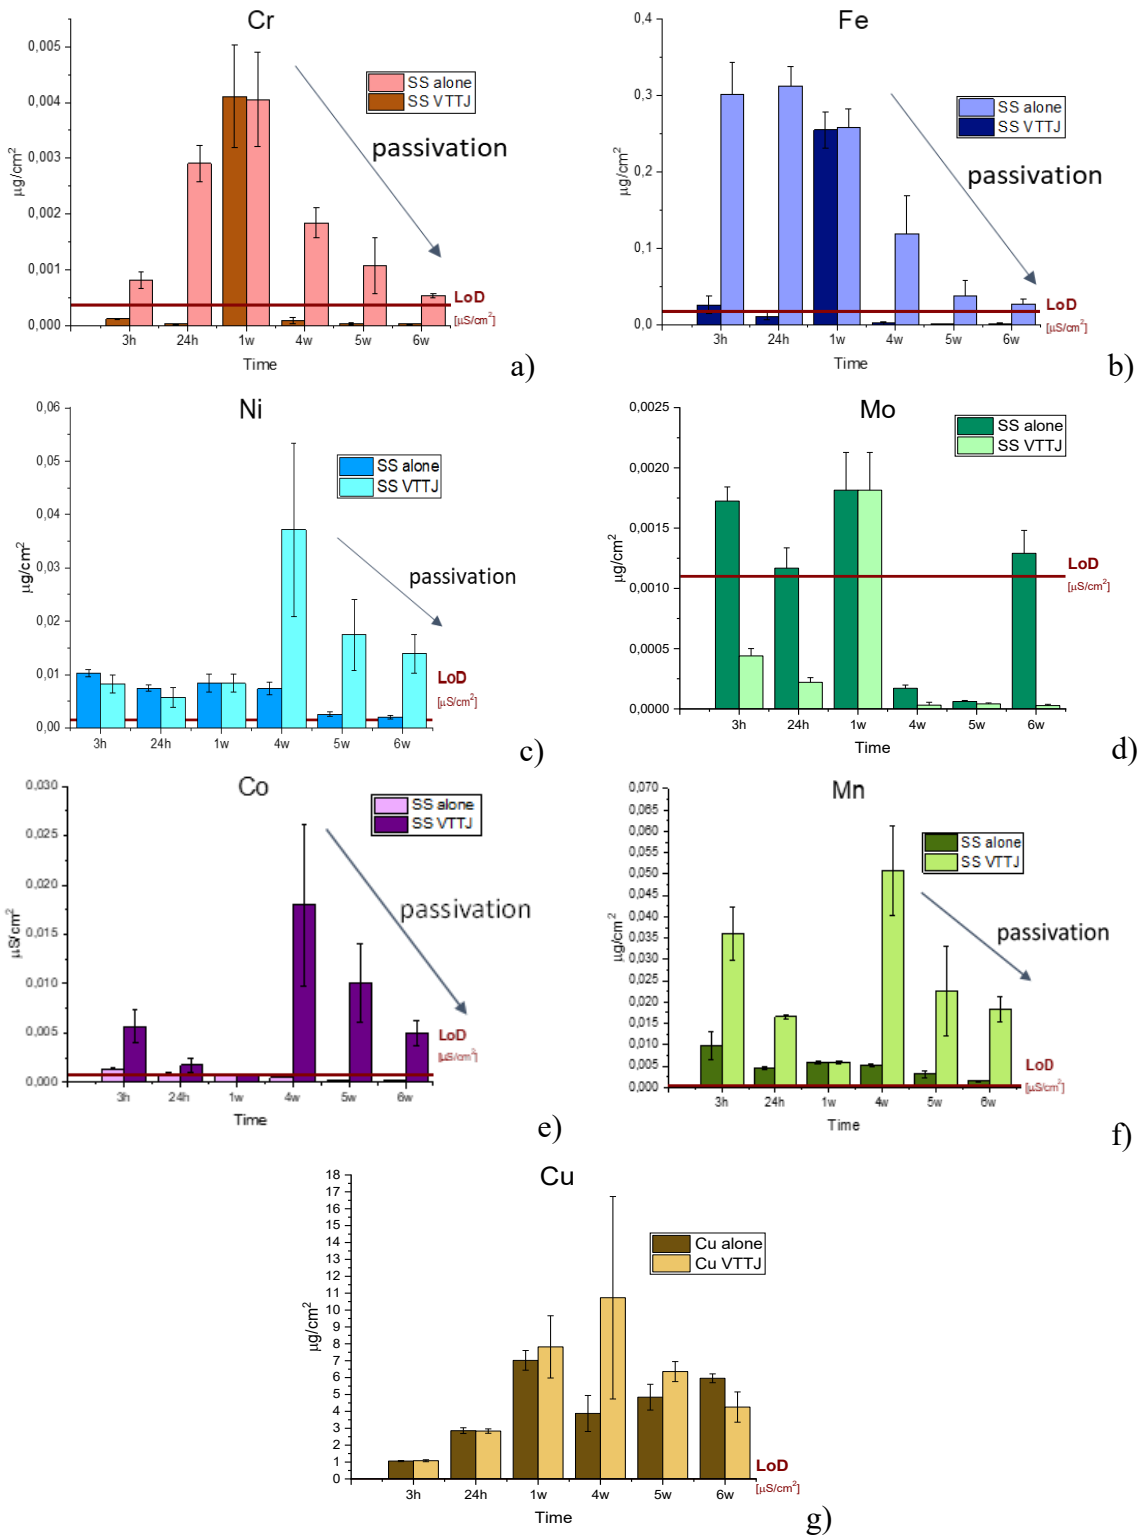 Cr
0,005
0,004
0,003
0,002
0,001
0,000
µg/cm²
SS alone
SS VTTJ
passivation
LoD
[µS/cm²]
3h 24h 1w 4w 5w 6w
Time
a)
Fe
0,4
0,3
0,2
0,1
0,0
µg/cm²
SS alone
SS VTTJ
passivation
LoD
[µS/cm²]
3h 24h 1w 4w 5w 6w
Time
b)
Ni
0,06
0,05
0,04
0,03
0,02
0,01
0,00
µg/cm²
SS alone
SS VTTJ
passivation
LoD
[µS/cm²]
3h 24h 1w 4w 5w 6w
Time
c)
Mo
0,0025
0,0020
0,0015
0,0010
0,0005
0,0000
µg/cm²
SS alone
SS VTTJ
LoD
[µS/cm²]
3h 24h 1w 4w 5w 6w
Time
d)
Co
0,030
0,025
0,020
0,015
0,010
0,005
0,000
µS/cm²
SS alone
SS VTTJ
passivation
LoD
[µS/cm²]
3h 24h 1w 4w 5w 6w
Time
e)
Mn
0,070
0,065
0,060
0,055
0,050
0,045
0,040
0,035
0,030
0,025
0,020
0,015
0,010
0,005
0,000
µg/cm²
SS alone
SS VTTJ
passivation
LoD
[µS/cm²]
3h 24h 1w 4w 5w 6w
Time
f)
Cu
18
17
16
15
14
13
12
11
10
9
8
7
6
5
4
3
2
1
0
µg/cm²
Cu alone
Cu VTTJ
LoD
[µS/cm²]
3h 24h 1w 4w 5w 6w
Time
g)